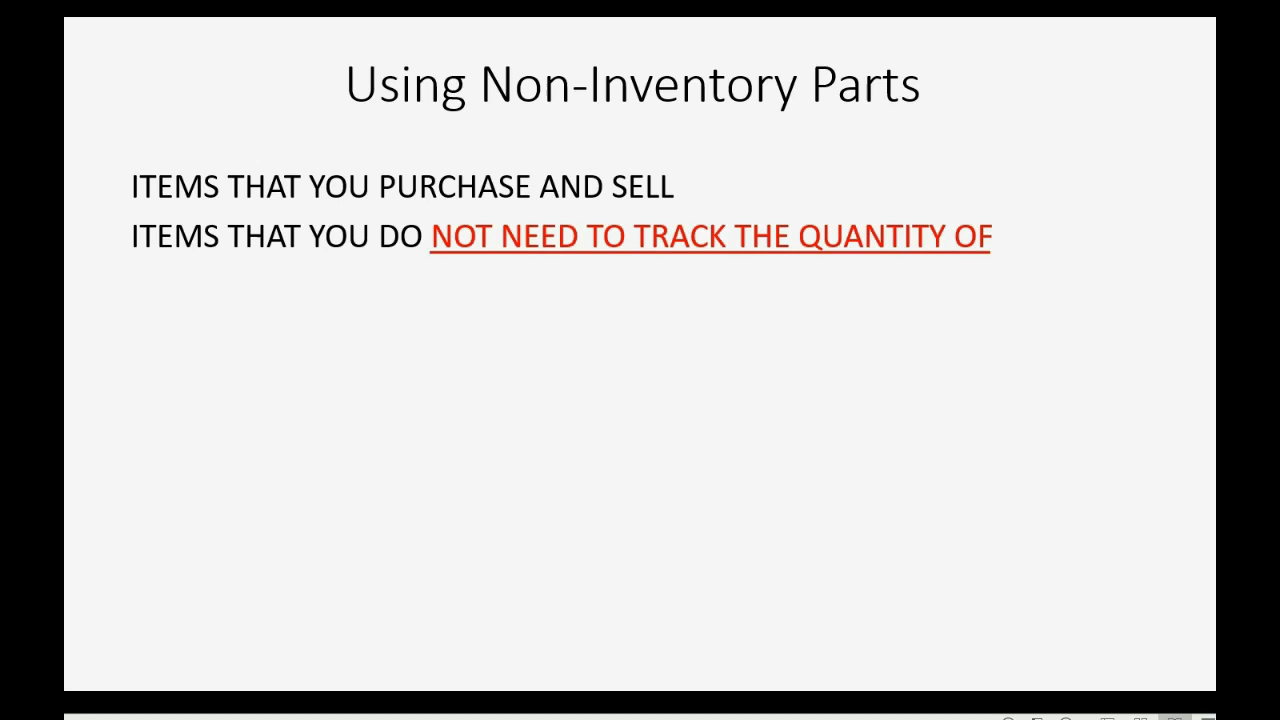 Using Non-Inventory Parts
ITEMS THAT YOU PURCHASE AND SELL
ITEMS THAT YOU DO NOT NEED TO TRACK THE QUANTITY OF